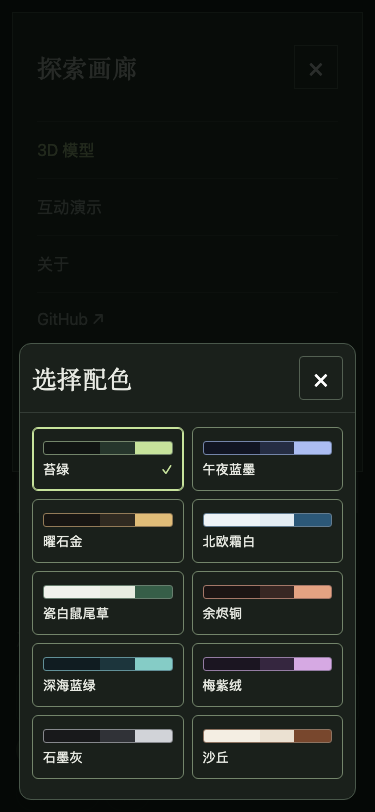 探索画廊
3D 模型
互动演示
关于
GitHub ↗
选择配色
苔绿 ✓
午夜蓝墨
曜石金
北欧霜白
瓷白鼠尾草
余烬铜
深海蓝绿
梅紫绒
石墨灰
沙丘